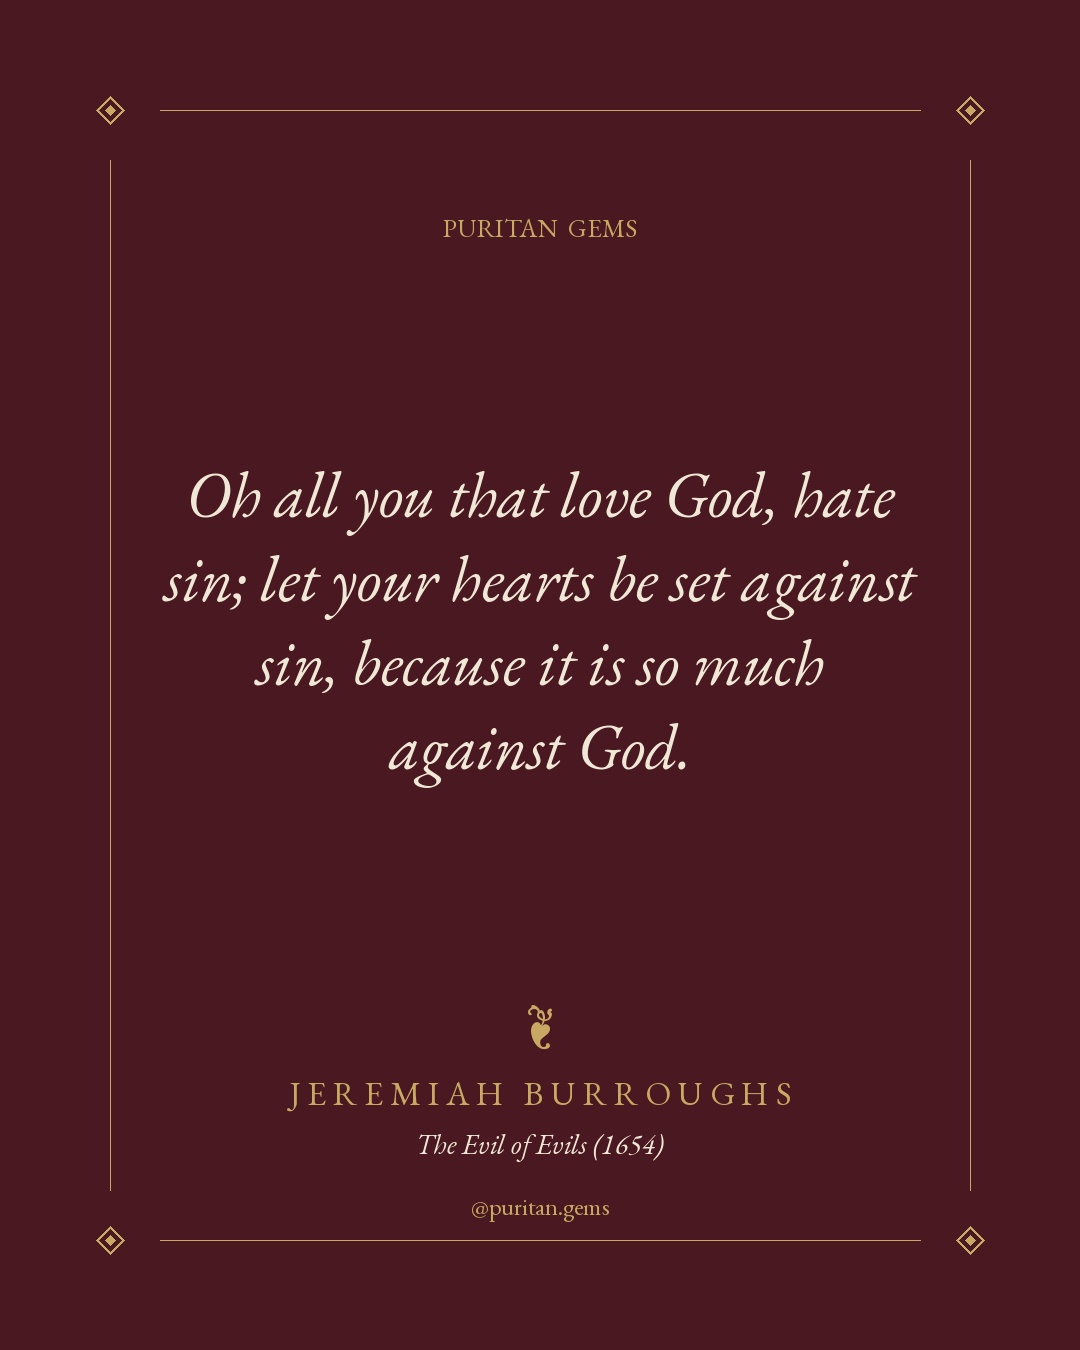 PURITAN GEMS
Oh all you that love God, hate
sin; let your hearts be set against
sin, because it is so much
against God.
JEREMIAH BURROUGHS
The Evil of Evils (1654)
@puritan.gems